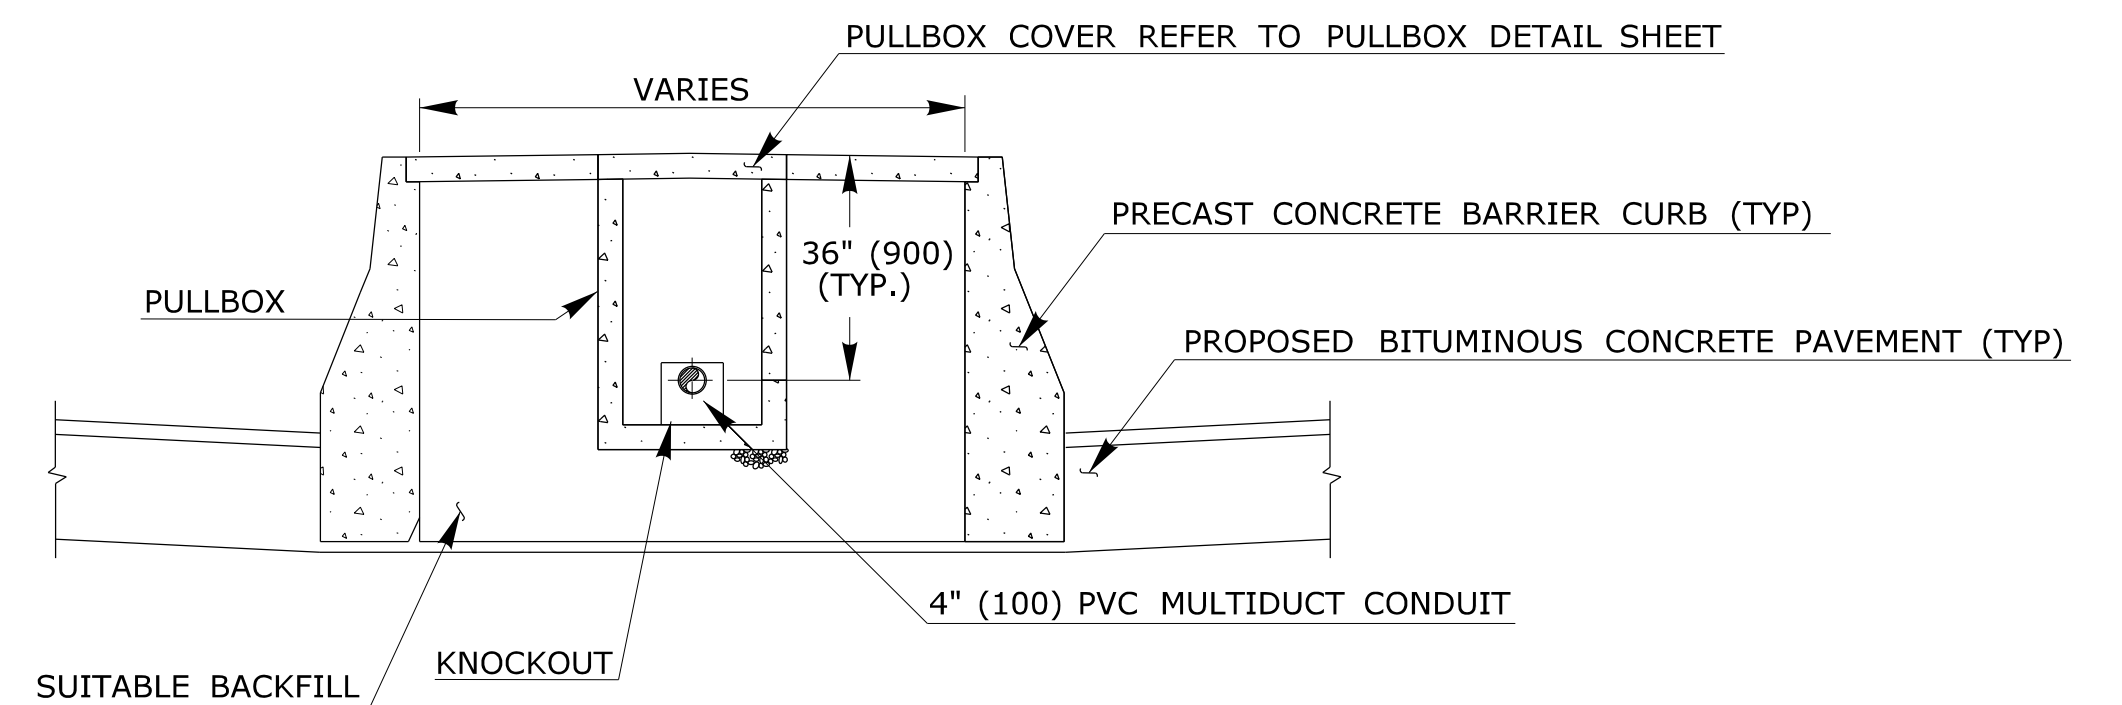 PULLBOX COVER REFER TO PULLBOX DETAIL SHEET
VARIES
PRECAST CONCRETE BARRIER CURB (TYP)
36" (900)
(TYP.)
PULLBOX
PROPOSED BITUMINOUS CONCRETE PAVEMENT (TYP)
4" (100) PVC MULTIDUCT CONDUIT
KNOCKOUT
SUITABLE BACKFILL